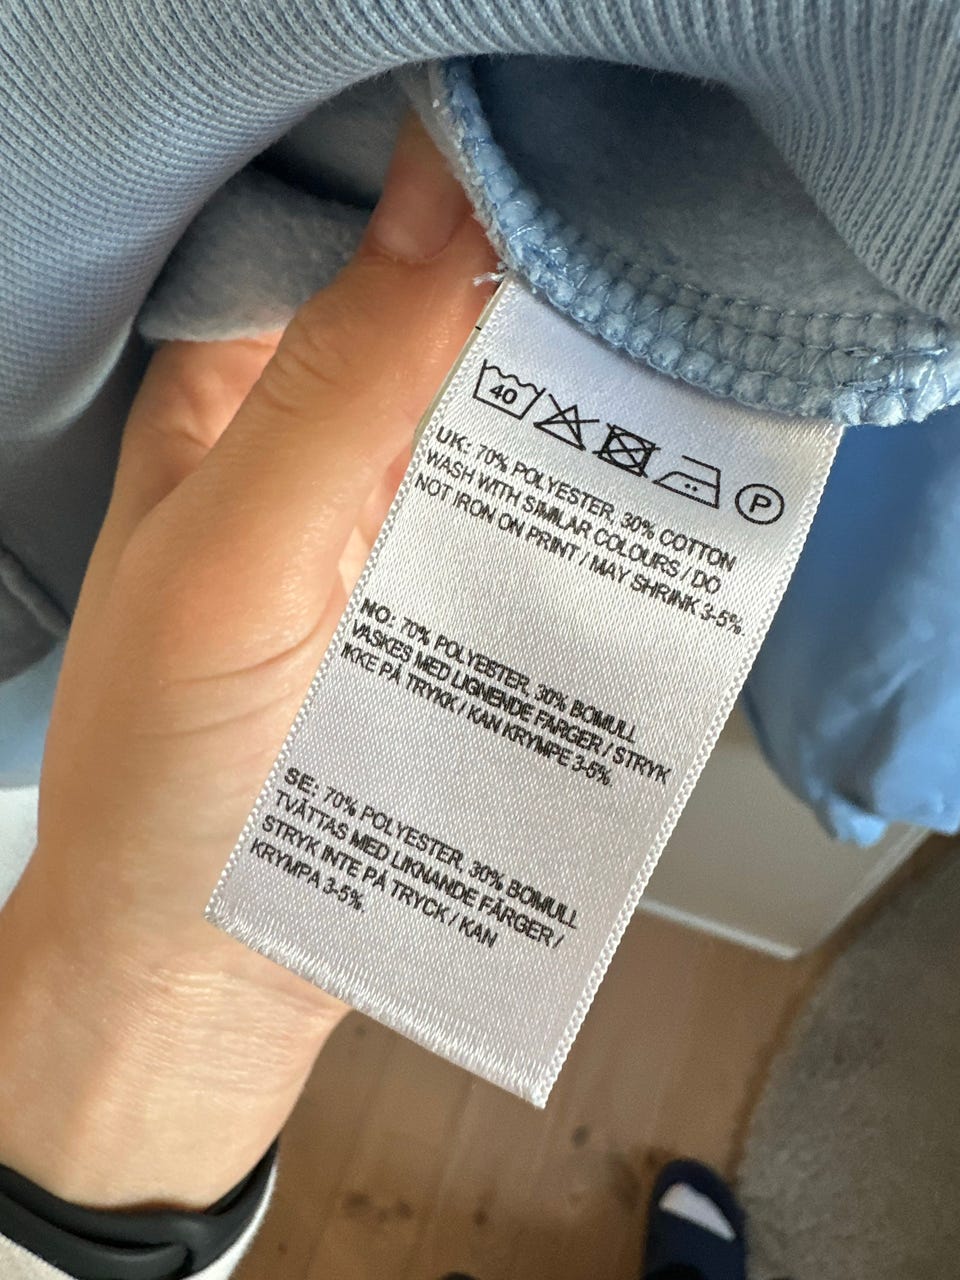 40 P
UK: 70% POLYESTER, 30% COTTON
WASH WITH SIMILAR COLOURS / DO
NOT IRON ON PRINT / MAY SHRINK 3-5%.
NO: 70% POLYESTER, 30% BOMULL
VASKES MED LIGNENDE FARGER / STRYK
IKKE PÅ TRYKK / KAN KRYMPE 3-5%.
SE: 70% POLYESTER, 30% BOMULL
TVÄTTAS MED LIKNANDE FÄRGER /
STRYK INTE PÅ TRYCK / KAN
KRYMPA 3-5%.